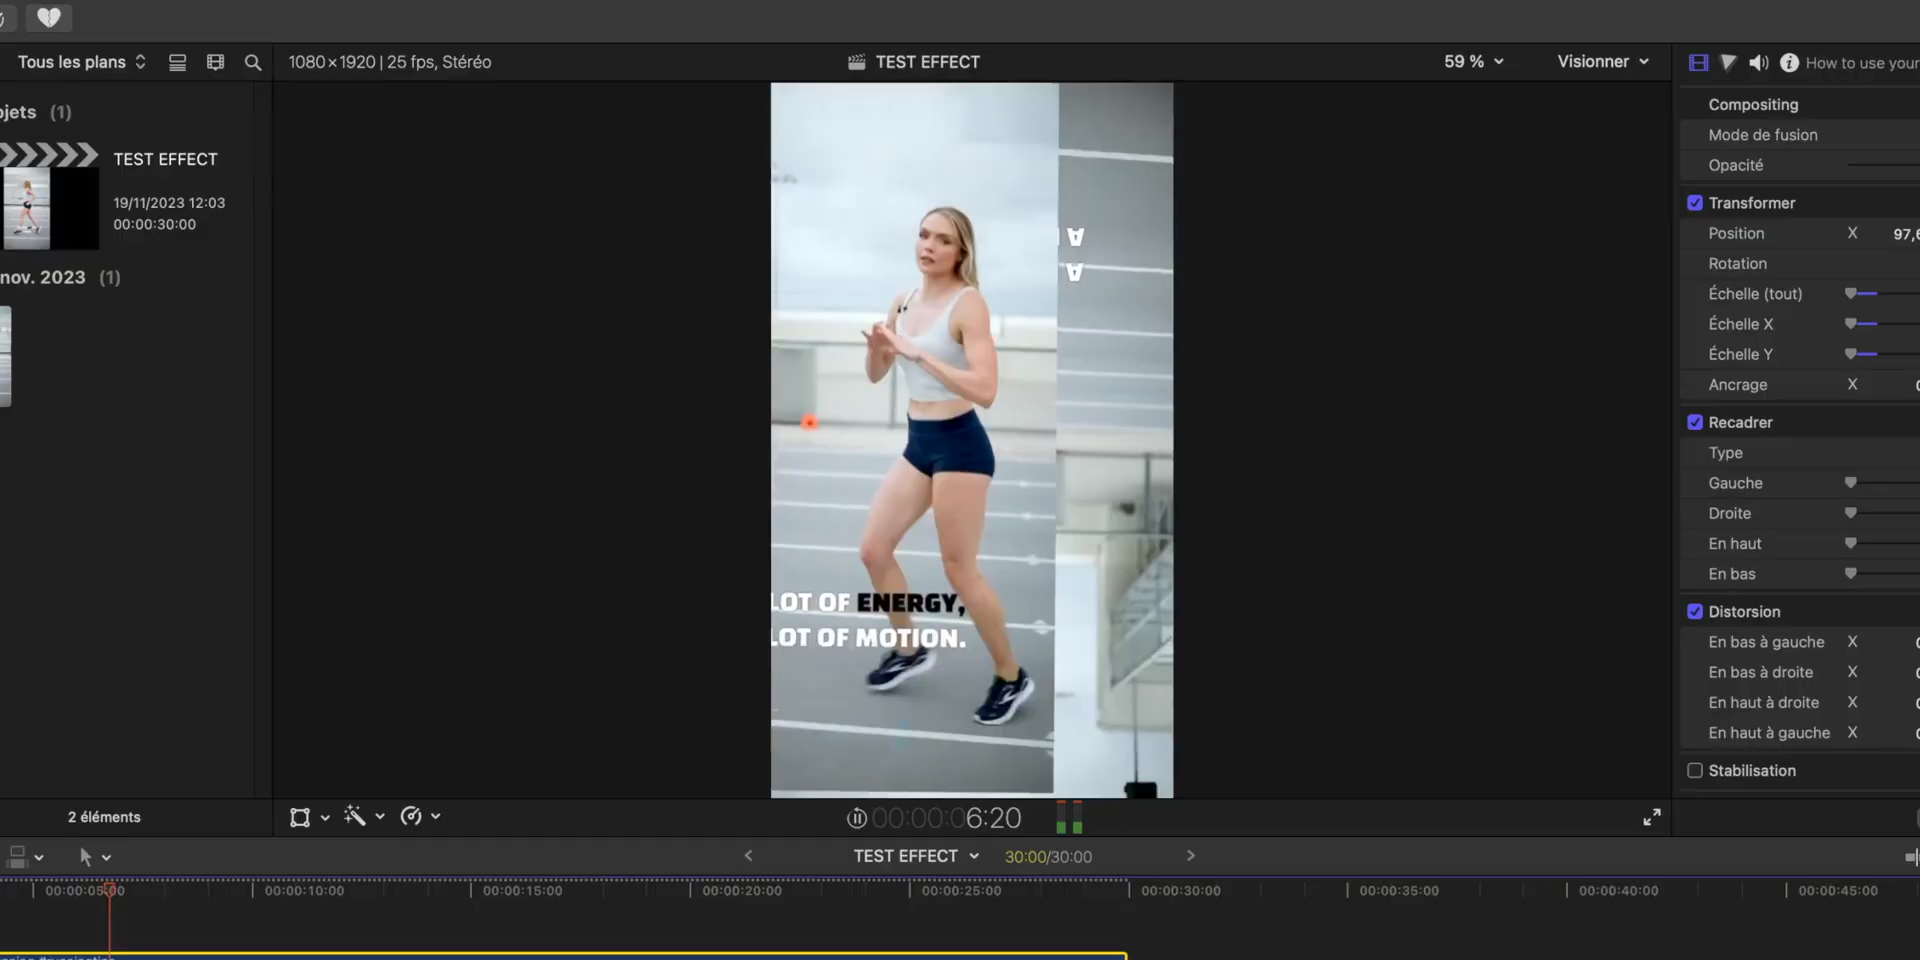 Tous les plans
1080×1920 | 25 fps, Stéréo
TEST EFFECT
59 %
Visionner
How to use your
(1)
TEST EFFECT
19/11/2023 12:03
00:00:30:00
nov. 2023 (1)
2 éléments
LOT OF ENERGY,
LOT OF MOTION.
00:00:06:20
Compositing
Mode de fusion
Opacité
Transformer
Position X 97,6
Rotation
Échelle (tout)
Échelle X
Échelle Y
Ancrage X
Recadrer
Type
Gauche
Droite
En haut
En bas
Distorsion
En bas à gauche X
En bas à droite X
En haut à droite X
En haut à gauche X
Stabilisation
TEST EFFECT
30:00/30:00
00:00:05:00
00:00:10:00
00:00:15:00
00:00:20:00
00:00:25:00
00:00:30:00
00:00:35:00
00:00:40:00
00:00:45:00